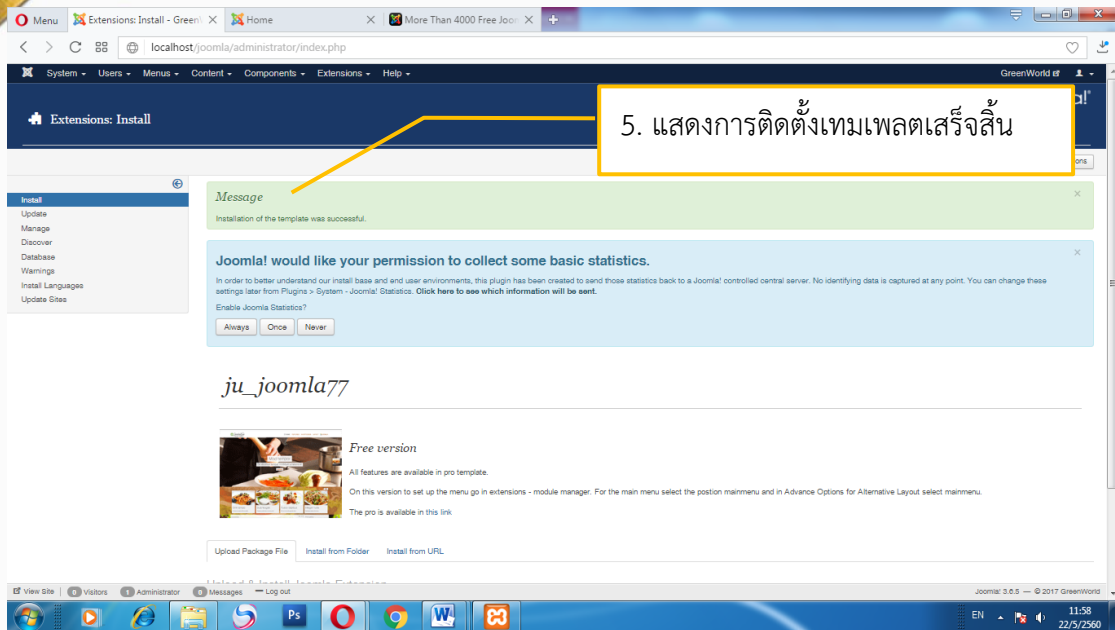 Menu
Extensions: Install - Green
Home
More Than 4000 Free Joor
localhost/joomla/administrator/index.php
System Users Menus Content Components Extensions Help
GreenWorld
Extensions: Install
a!
5. แสดงการติดตั้งเทมเพลตเสร็จสิ้น
ons
Install
Update
Manage
Discover
Database
Warnings
Install Languages
Update Sites
Message
Installation of the template was successful.
Joomla! would like your permission to collect some basic statistics.
In order to better understand our install base and end user environments, this plugin has been created to send those statistics back to a Joomla! controlled central server. No identifying data is captured at any point. You can change these
settings later from Plugins > System - Joomla! Statistics. Click here to see which information will be sent.
Enable Joomla Statistics?
Always Once Never
ju_joomla77
Free version
All features are available in pro template.
On this version to set up the menu go in extensions - module manager. For the main menu select the postion mainmenu and in Advance Options for Alternative Layout select mainmenu.
The pro is available in this link
Upload Package File Install from Folder Install from URL
Upload & Install Joomla Extension
View Site 0 Visitors 1 Administrator 0 Messages Log out
Joomla! 3.6.5 — © 2017 GreenWorld
Ps
EN
11:58
22/5/2560